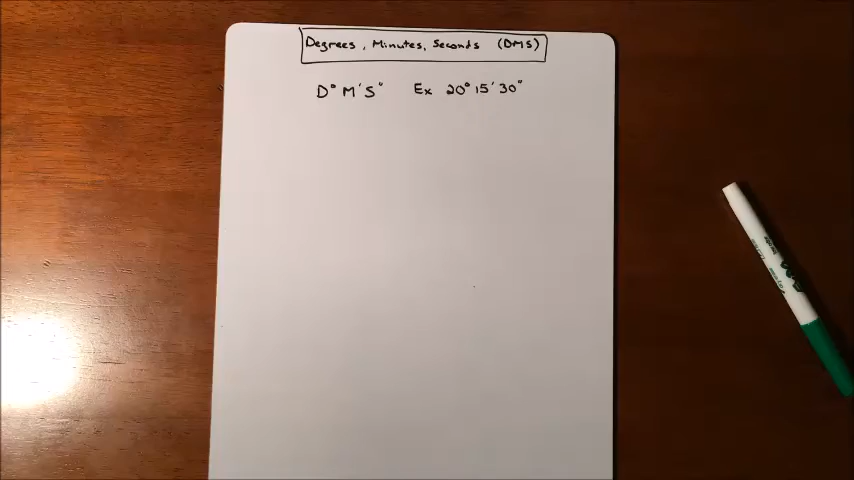 Degrees, Minutes, Seconds (DMS)
D° M' S" Ex 20° 15' 30"